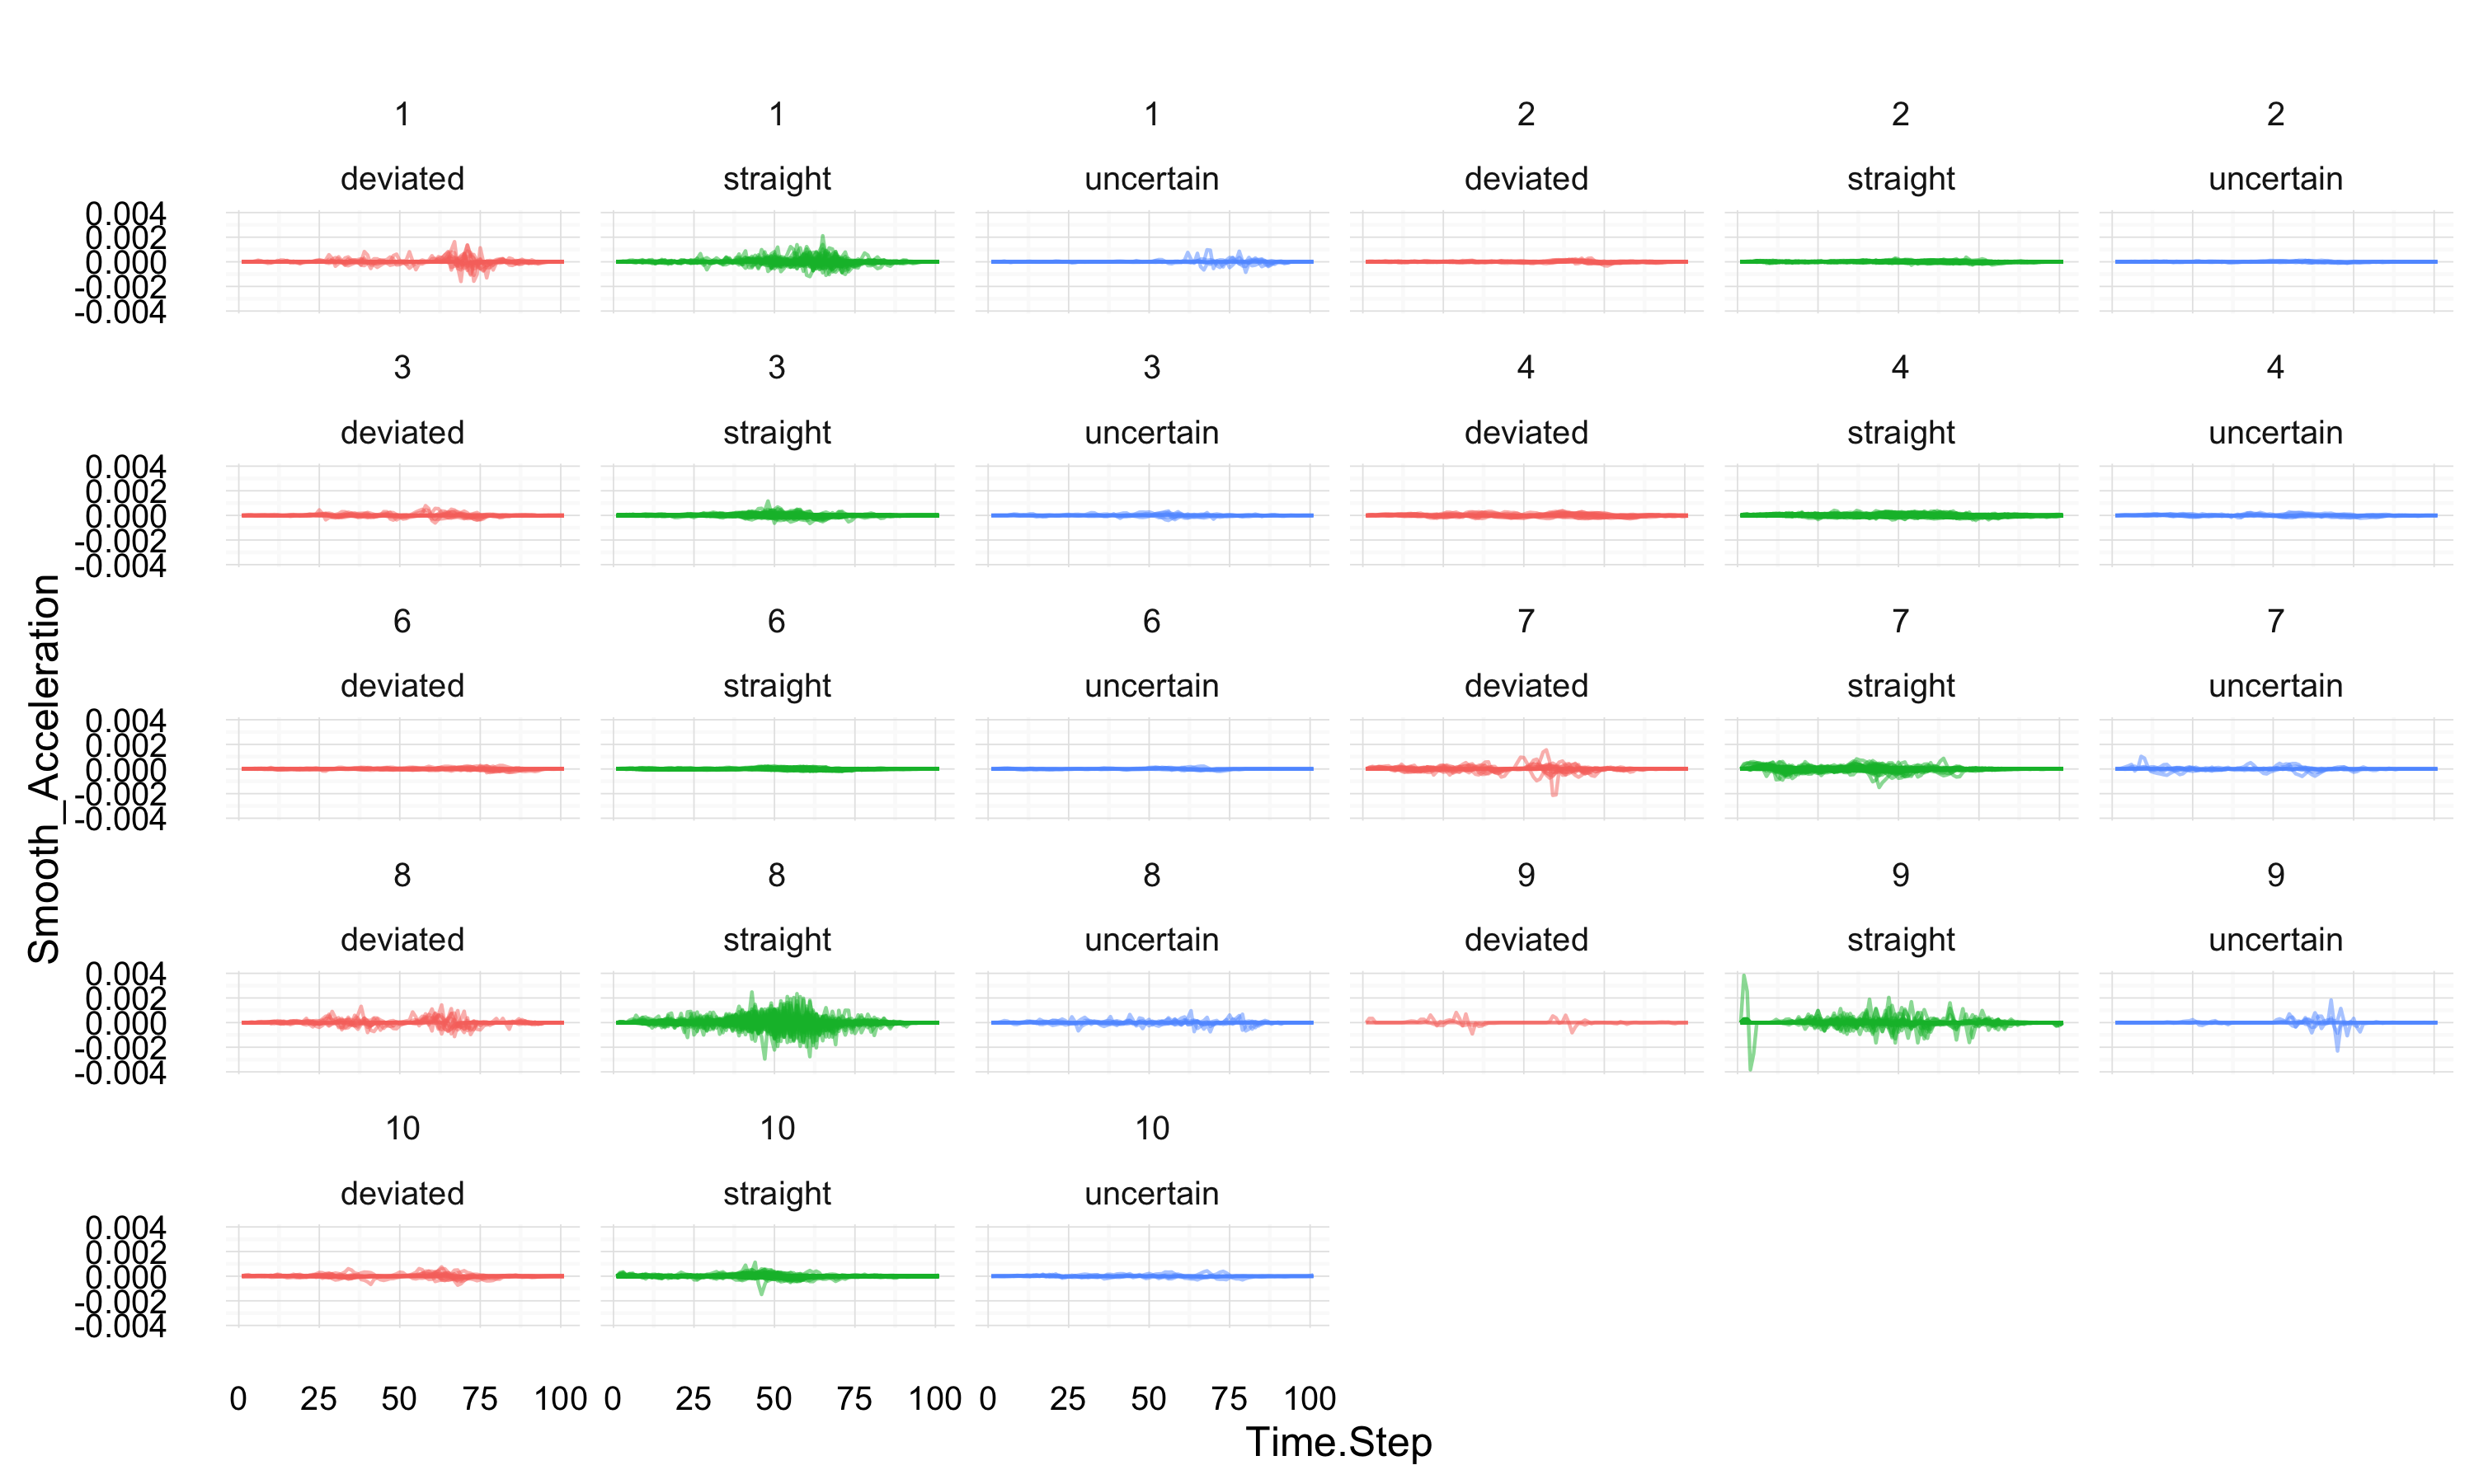 1 1 1 2 2 2
deviated straight uncertain deviated straight uncertain
0.004
0.002
0.000
-0.002
-0.004
3 3 3 4 4 4
deviated straight uncertain deviated straight uncertain
0.004
0.002
0.000
-0.002
-0.004
6 6 6 7 7 7
deviated straight uncertain deviated straight uncertain
0.004
0.002
0.000
-0.002
-0.004
8 8 8 9 9 9
deviated straight uncertain deviated straight uncertain
0.004
0.002
0.000
-0.002
-0.004
10 10 10
deviated straight uncertain
0.004
0.002
0.000
-0.002
-0.004
0 25 50 75 100 0 25 50 75 100 0 25 50 75 100
Time.Step
Smooth_Acceleration